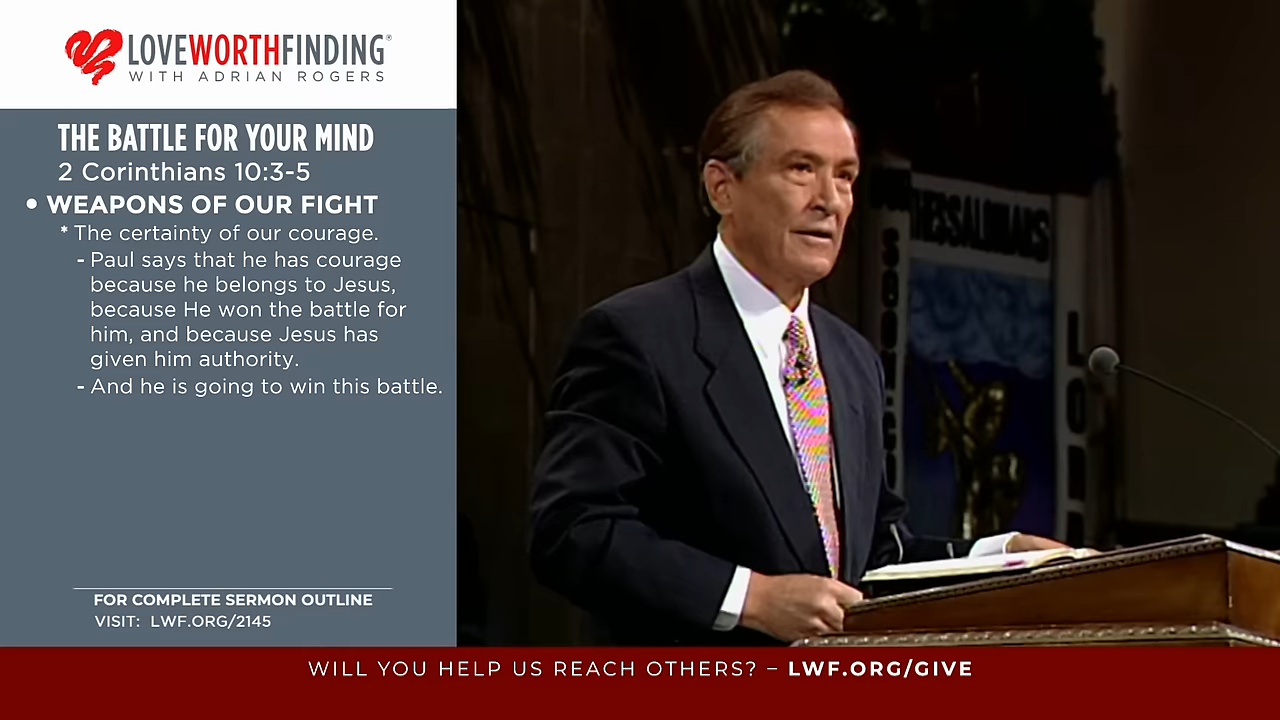 LOVEWORTHFINDING®
WITH ADRIAN ROGERS
THE BATTLE FOR YOUR MIND
2 Corinthians 10:3-5
• WEAPONS OF OUR FIGHT
* The certainty of our courage.
- Paul says that he has courage
because he belongs to Jesus,
because He won the battle for
him, and because Jesus has
given him authority.
- And he is going to win this battle.
FOR COMPLETE SERMON OUTLINE
VISIT: LWF.ORG/2145
HESSALONIANS
LORD
WILL YOU HELP US REACH OTHERS? – LWF.ORG/GIVE